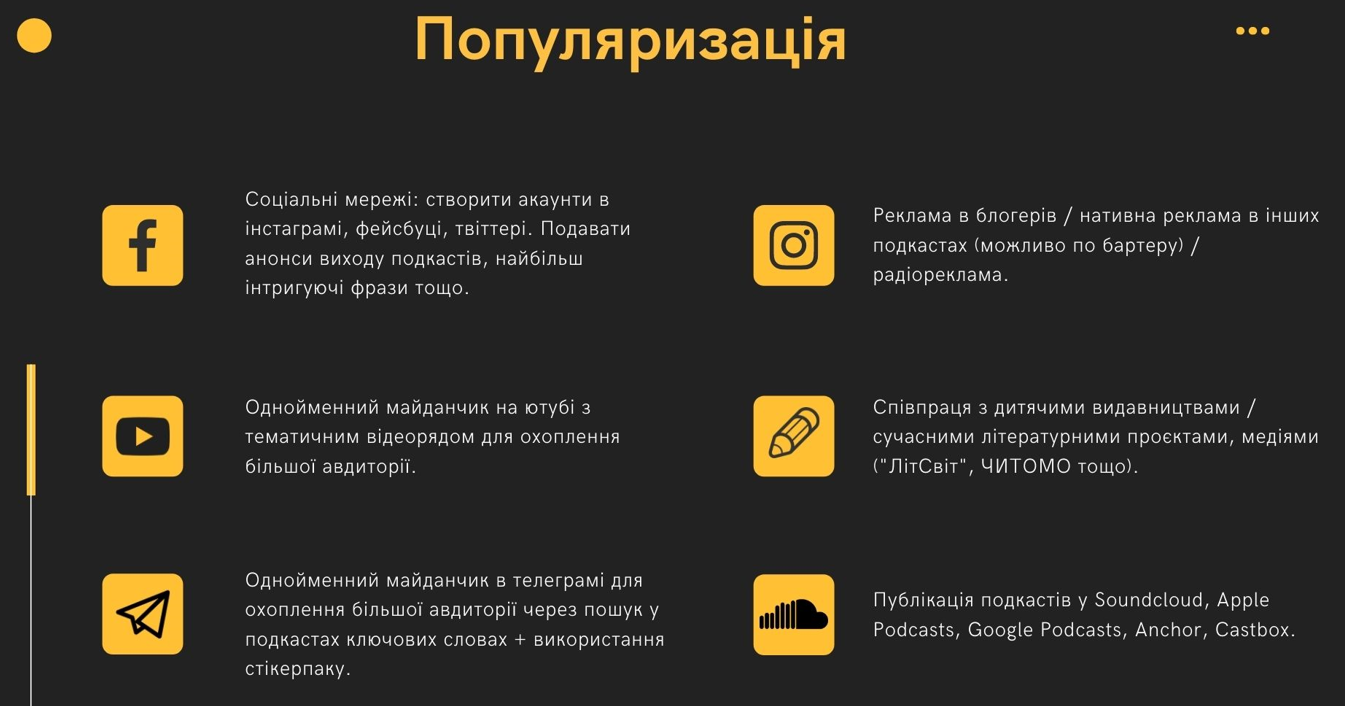 Популяризація
Соціальні мережі: створити акаунти в
інстаграмі, фейсбуці, твіттері. Подавати
анонси виходу подкастів, найбільш
інтригуючі фрази тощо.
Реклама в блогерів / нативна реклама в інших
подкастах (можливо по бартеру) /
радіореклама.
Однойменний майданчик на ютубі з
тематичним відеорядом для охоплення
більшої авдиторії.
Співпраця з дитячими видавництвами /
сучасними літературними проєктами, медіями
("ЛітСвіт", ЧИТОМО тощо).
Однойменний майданчик в телеграмі для
охоплення більшої авдиторії через пошук у
подкастах ключових словах + використання
стікерпаку.
Публікація подкастів у Soundcloud, Apple
Podcasts, Google Podcasts, Anchor, Castbox.